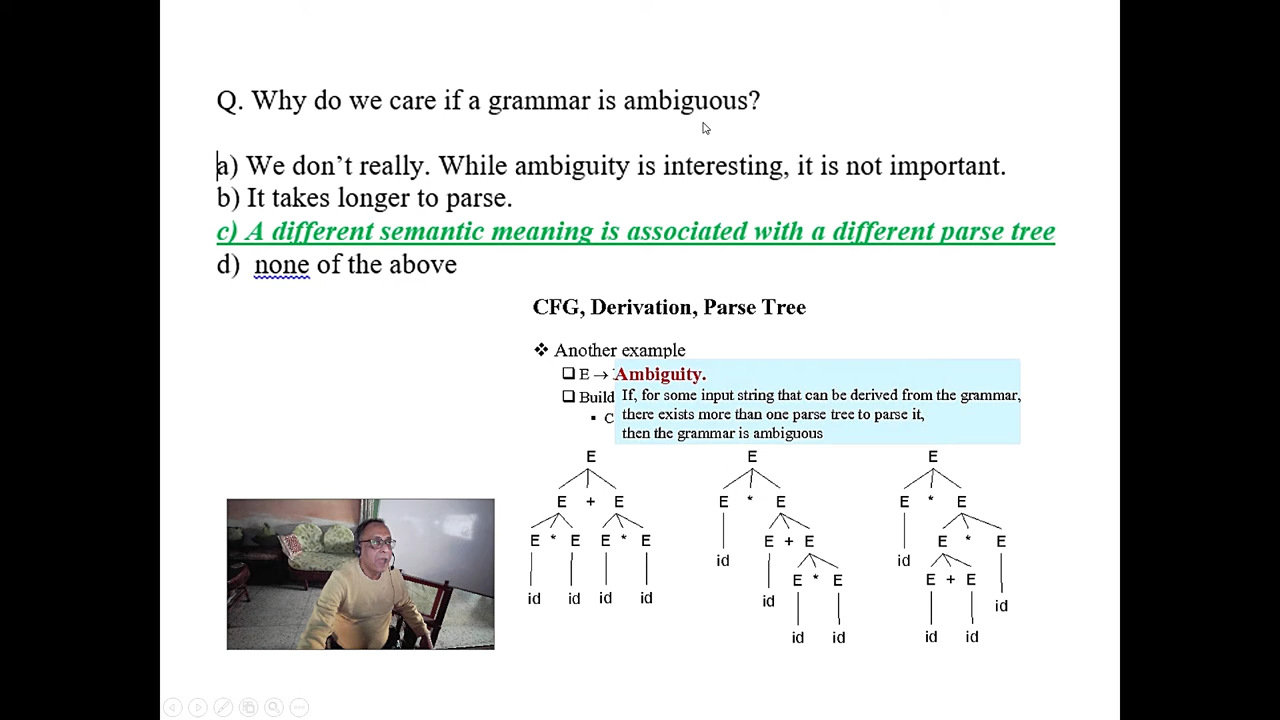 Q. Why do we care if a grammar is ambiguous?
a) We don’t really. While ambiguity is interesting, it is not important.
b) It takes longer to parse.
c) A different semantic meaning is associated with a different parse tree
d) none of the above
CFG, Derivation, Parse Tree
❖ Another example
❑ E →
Ambiguity.
❑ Build
If, for some input string that can be derived from the grammar,
▪ C
there exists more than one parse tree to parse it,
then the grammar is ambiguous
E E E
E + E E * E E * E
E * E E * E E + E E * E
id id
E * E E + E
id id id id id id
id id id id